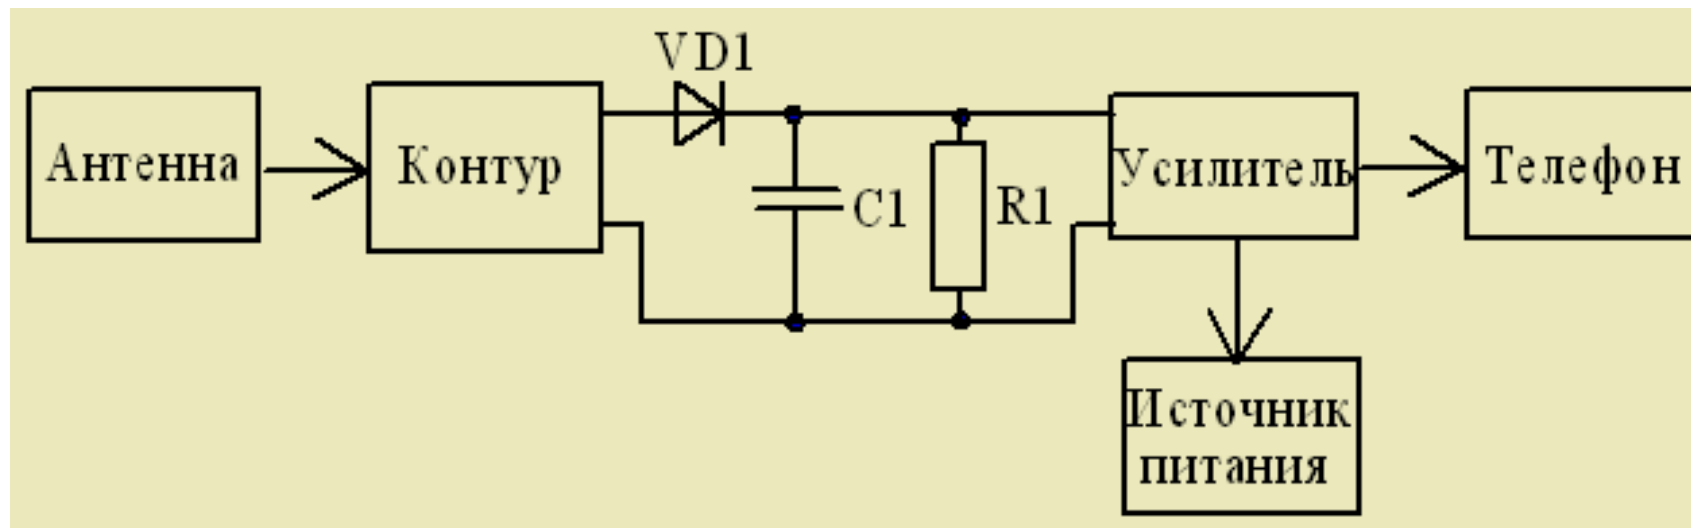 VD1
Антенна
Контур
C1
R1
Усилитель
Телефон
Источник
питания